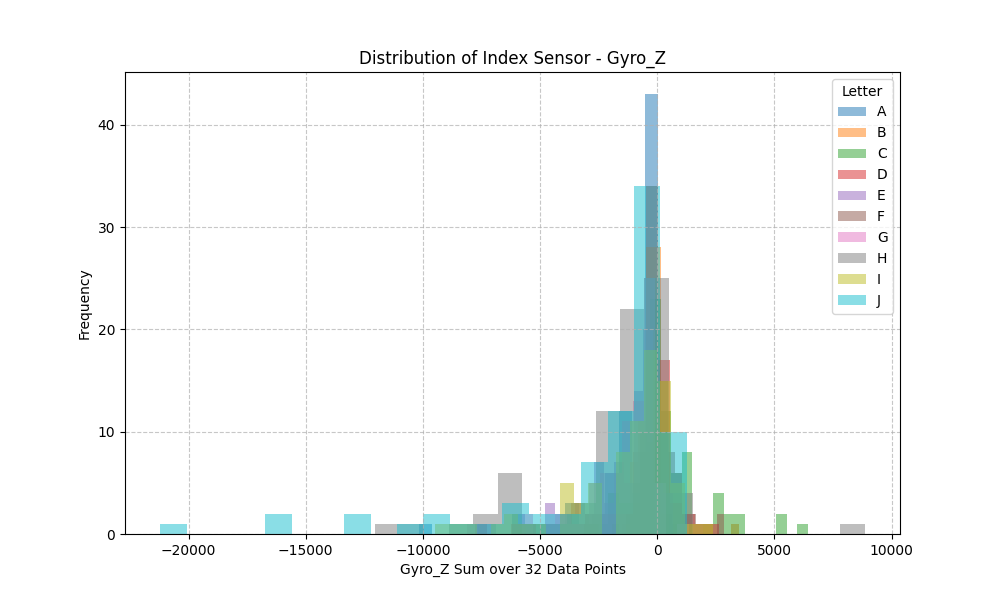 Distribution of Index Sensor - Gyro_Z
Letter
A
B
C
D
E
F
G
H
I
J
Frequency
40
30
20
10
0
−20000 −15000 −10000 −5000 0 5000 10000
Gyro_Z Sum over 32 Data Points